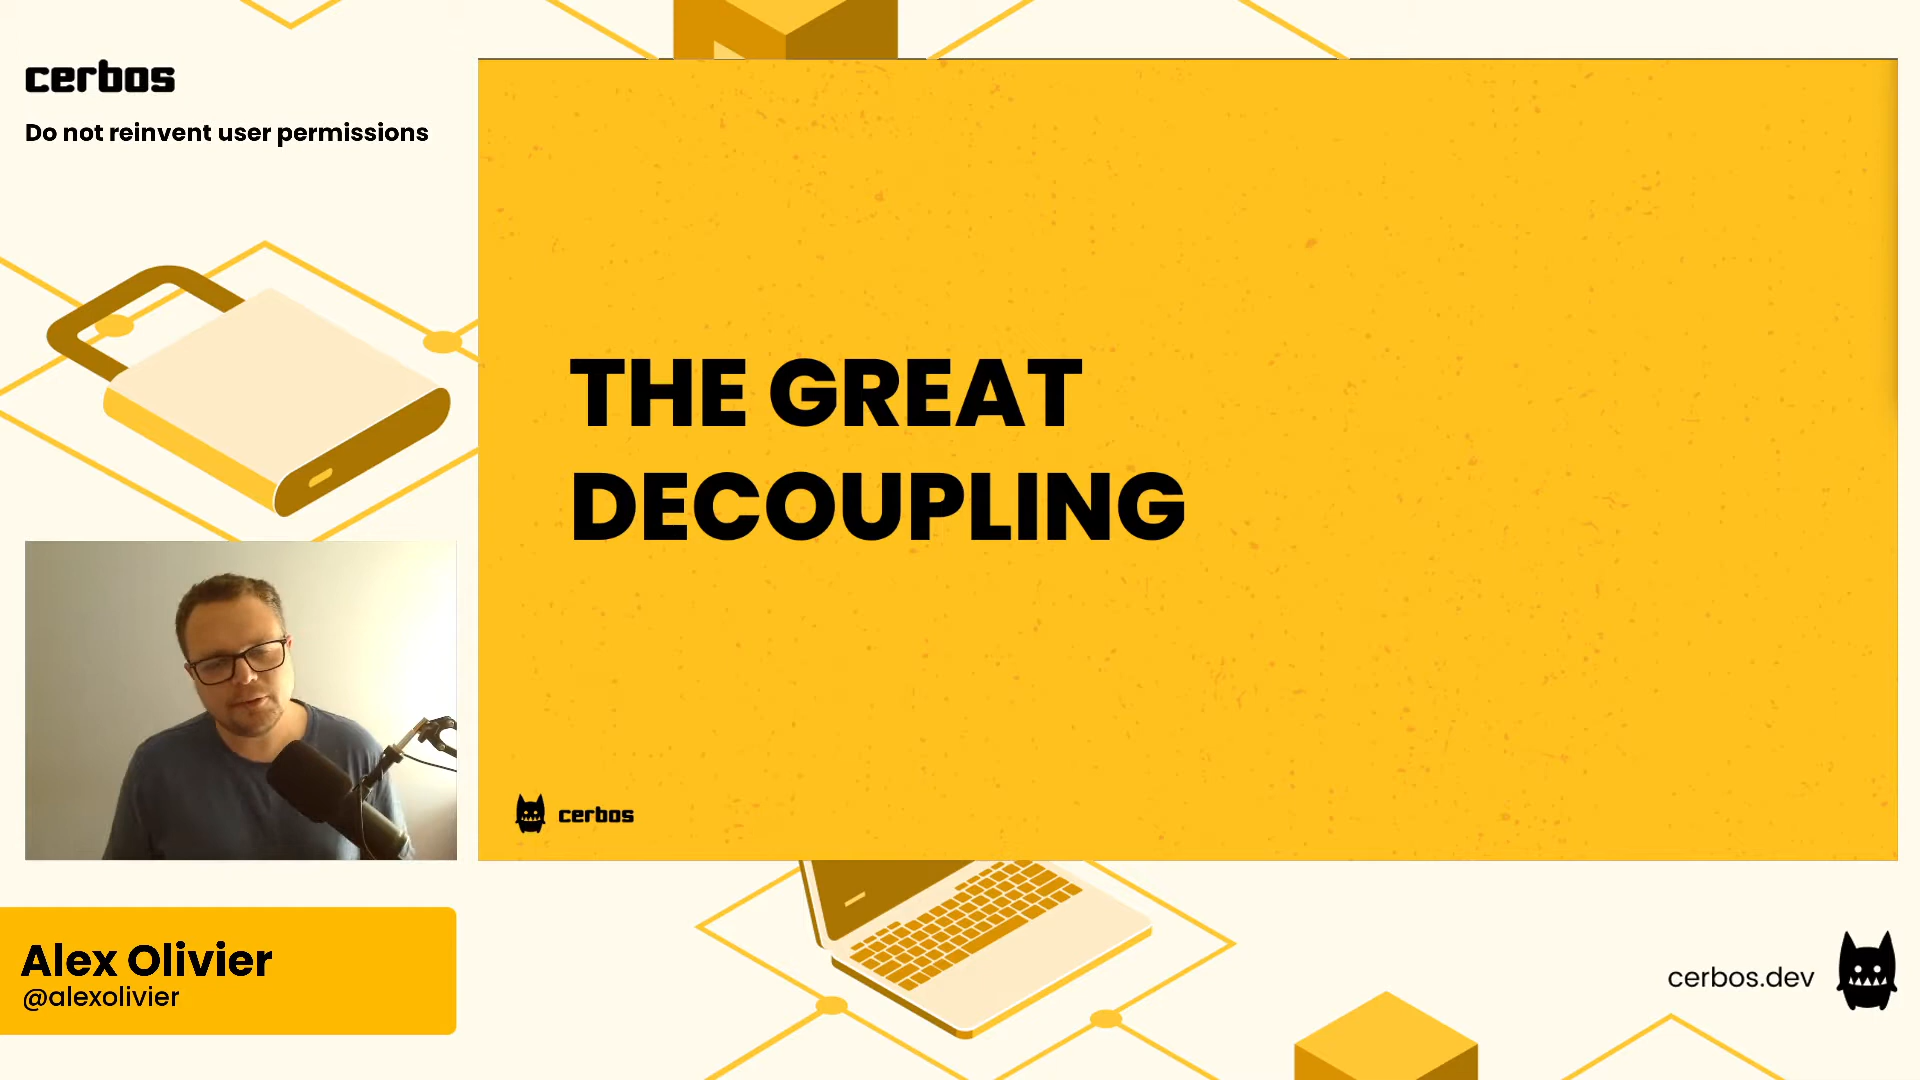 cerbos
Do not reinvent user permissions
THE GREAT
DECOUPLING
cerbos
Alex Olivier
@alexolivier
cerbos.dev